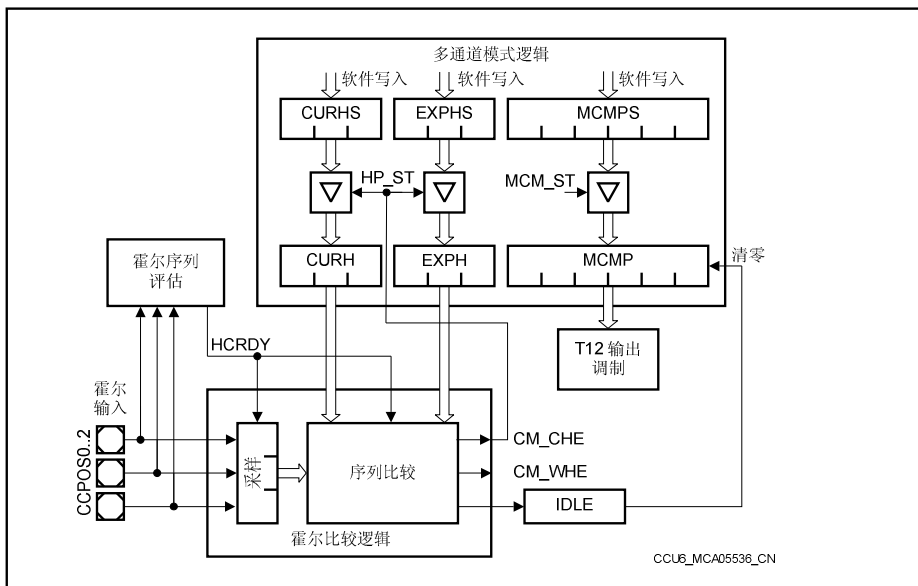 多通道模式逻辑
软件写入
软件写入
软件写入
CURHS
EXPHS
MCMPS
HP_ST
MCM_ST
CURH
EXPH
MCMP
清零
霍尔序列
评估
HCRDY
T12 输出
调制
霍尔
输入
CCPOS0..2
采样
序列比较
CM_CHE
CM_WHE
IDLE
霍尔比较逻辑
CCU6_MCA05536_CN